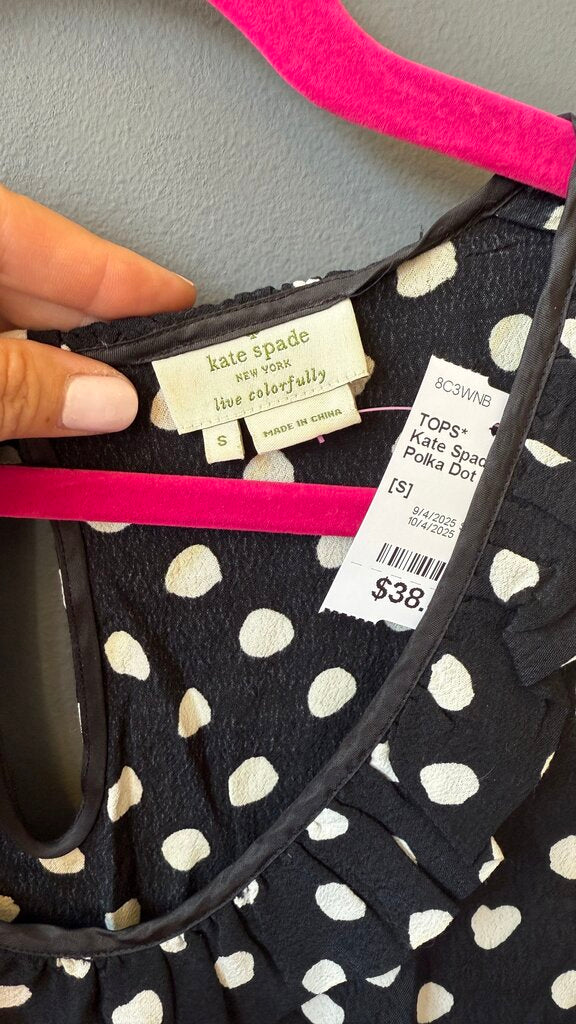 kate spade
NEW YORK
live colorfully
S
MADE IN CHINA
8C3WNB
TOPS*
Kate Spad
Polka Dot
[S]
9/4/2025
10/4/2025
$38.